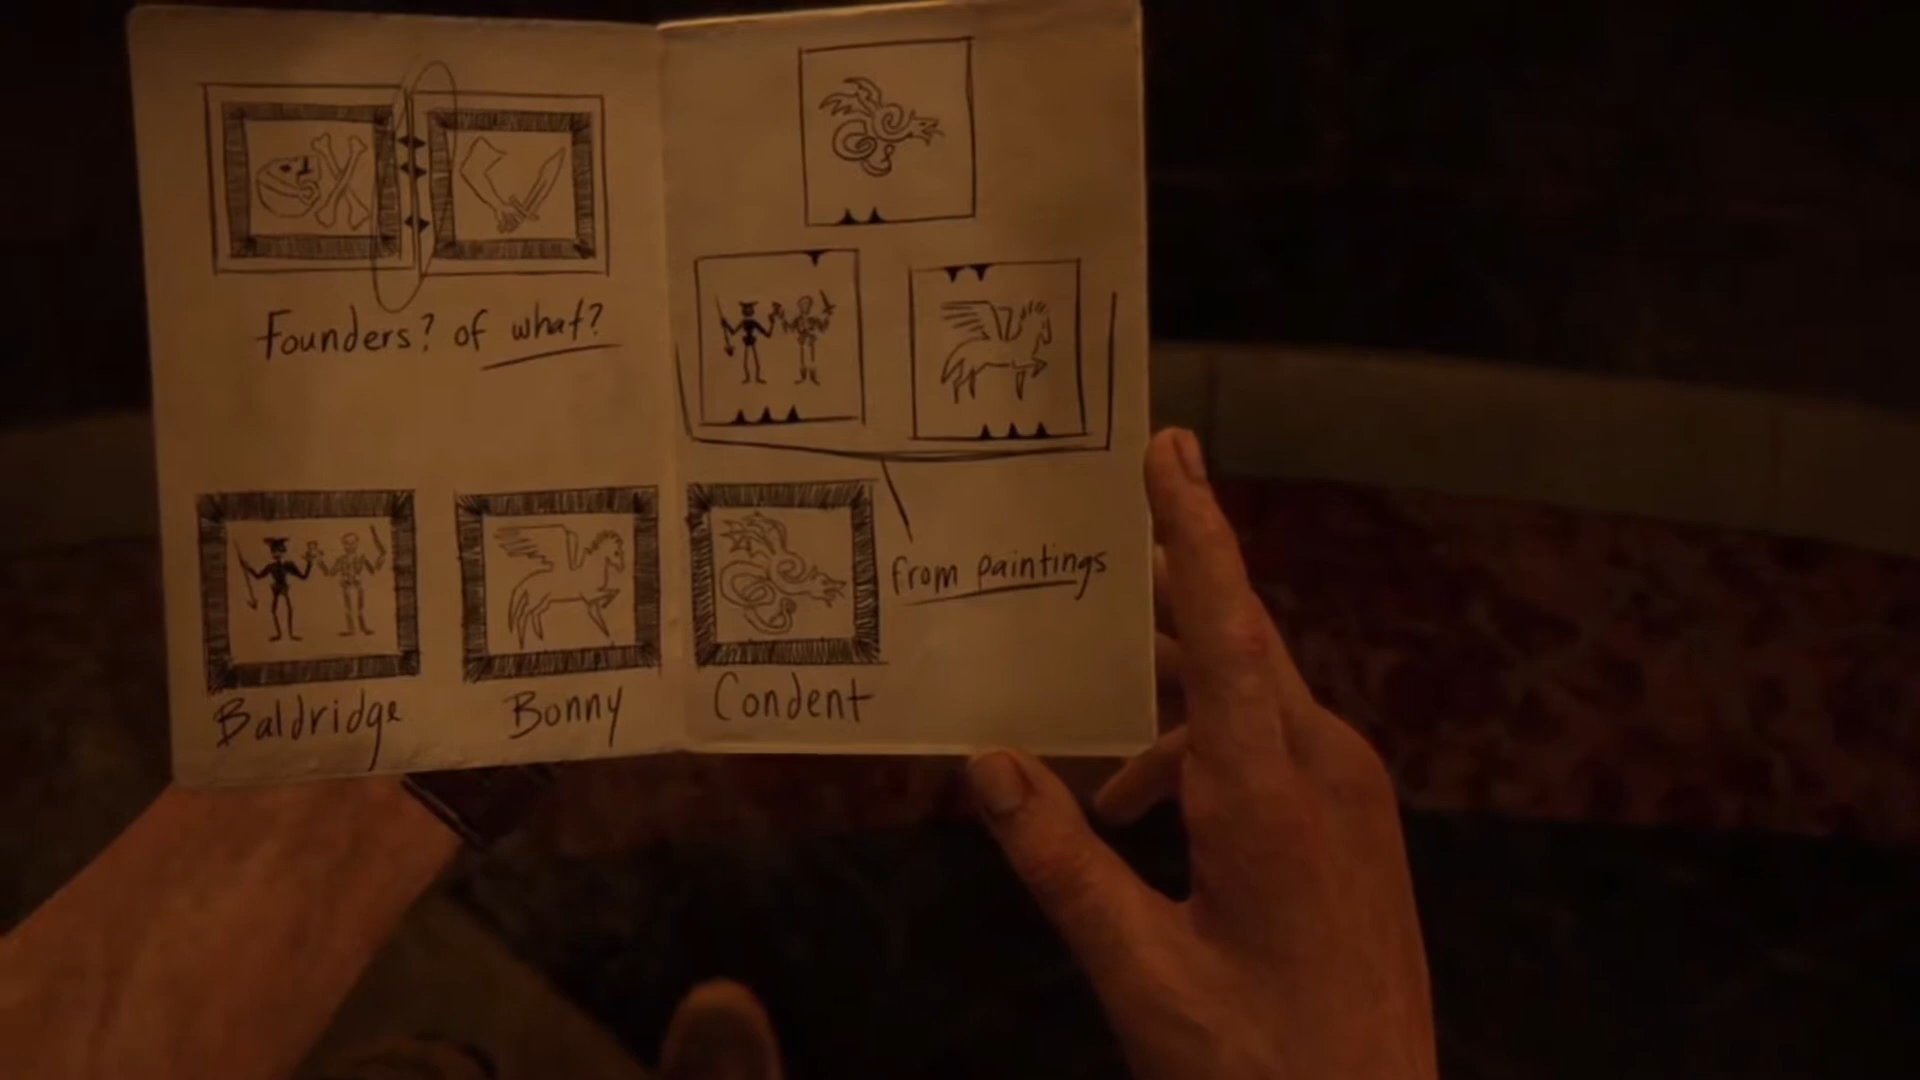 Founders? of what?
from paintings
Baldridge
Bonny
Condent